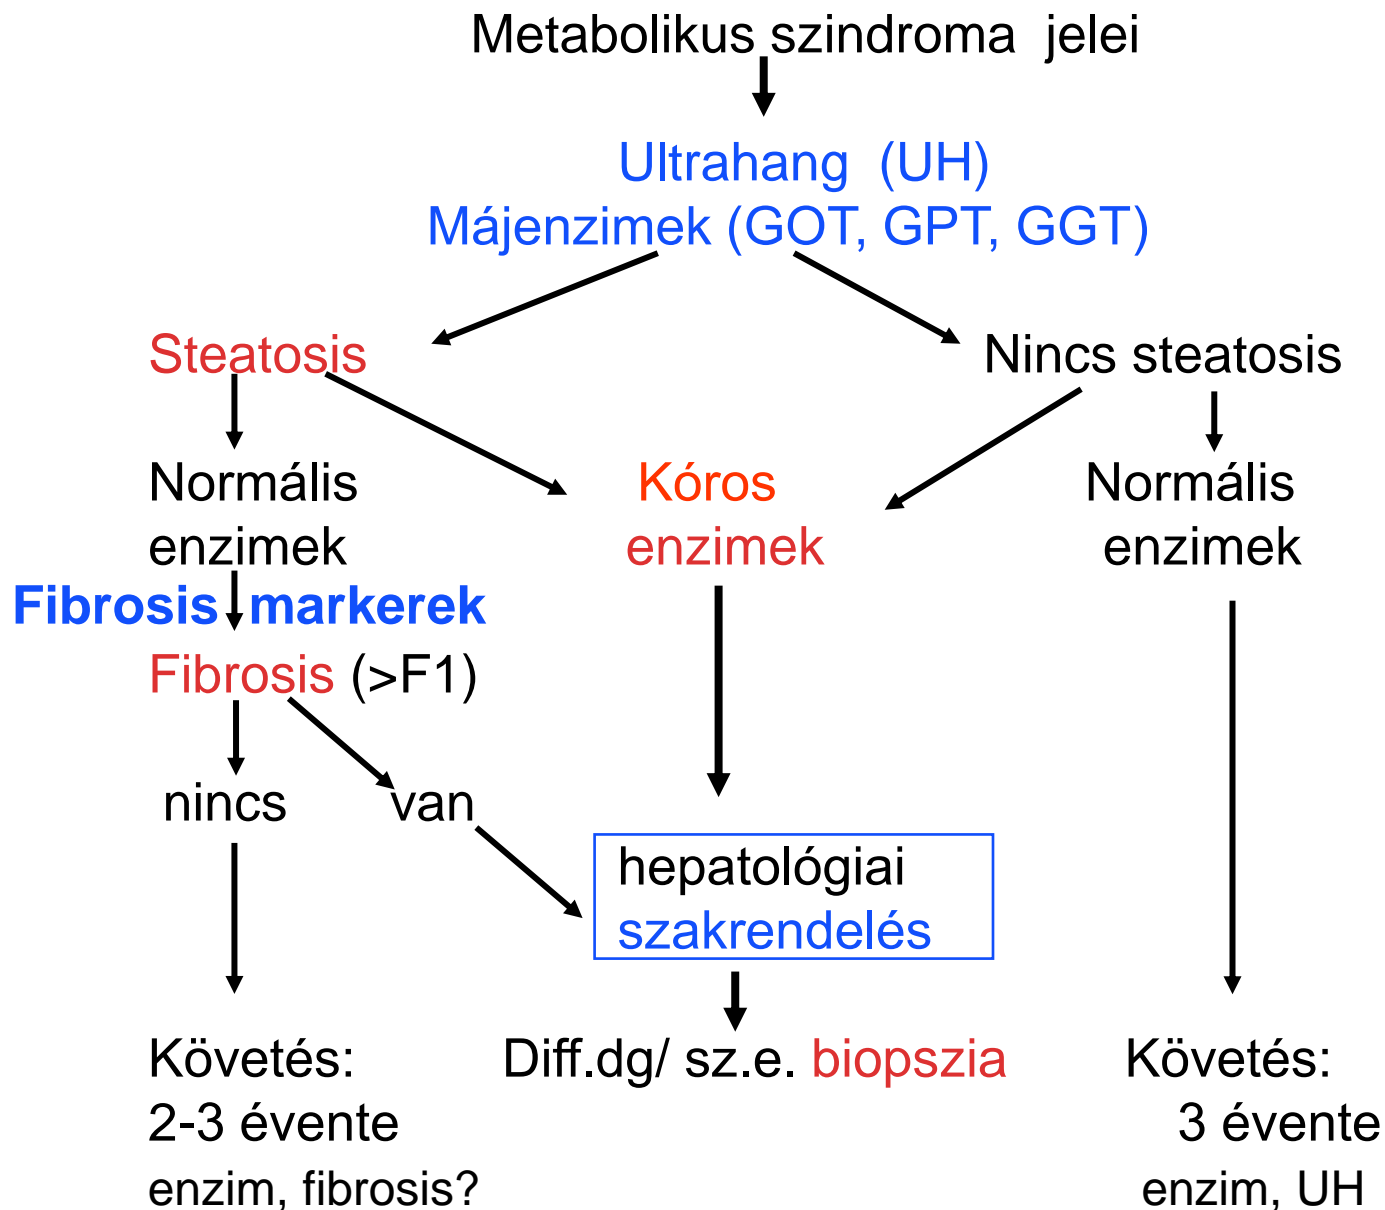 Metabolikus szindroma jelei
Ultrahang (UH)
Májenzimek (GOT, GPT, GGT)
Steatosis
Nincs steatosis
Normális
enzimek
Kóros
enzimek
Normális
enzimek
Fibrosis markerek
Fibrosis (>F1)
nincs
van
hepatológiai
szakrendelés
Követés:
2-3 évente
enzim, fibrosis?
Diff.dg/ sz.e. biopszia
Követés:
3 évente
enzim, UH